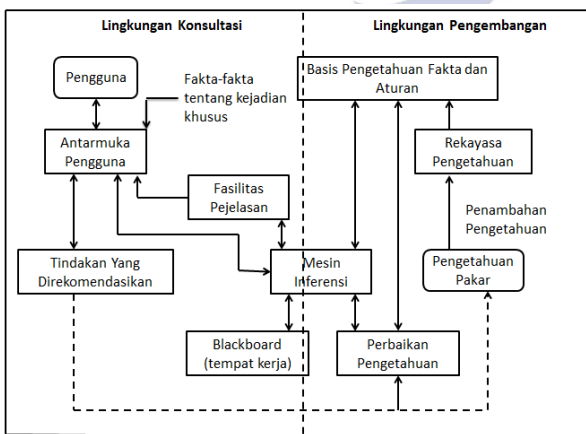 Lingkungan Konsultasi
Lingkungan Pengembangan
Pengguna
Fakta-fakta
tentang kejadian
khusus
Basis Pengetahuan Fakta dan
Aturan
Antarmuka
Pengguna
Rekayasa
Pengetahuan
Fasilitas
Pejelasan
Penambahan
Pengetahuan
Tindakan Yang
Direkomendasikan
Mesin
Inferensi
Pengetahuan
Pakar
Blackboard
(tempat kerja)
Perbaikan
Pengetahuan